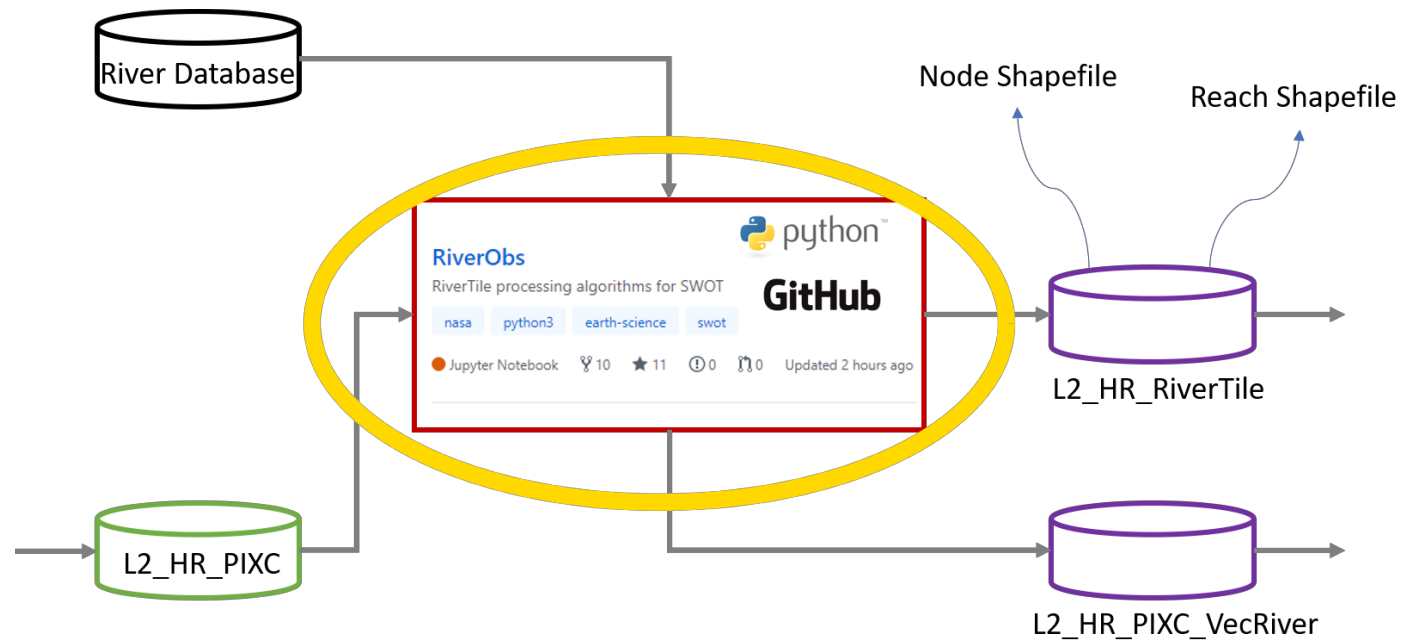 River Database
Node Shapefile
Reach Shapefile
python™
RiverObs
RiverTile processing algorithms for SWOT
GitHub
nasa python3 earth-science swot
Jupyter Notebook 10 11 0 0 Updated 2 hours ago
L2_HR_RiverTile
L2_HR_PIXC
L2_HR_PIXC_VecRiver